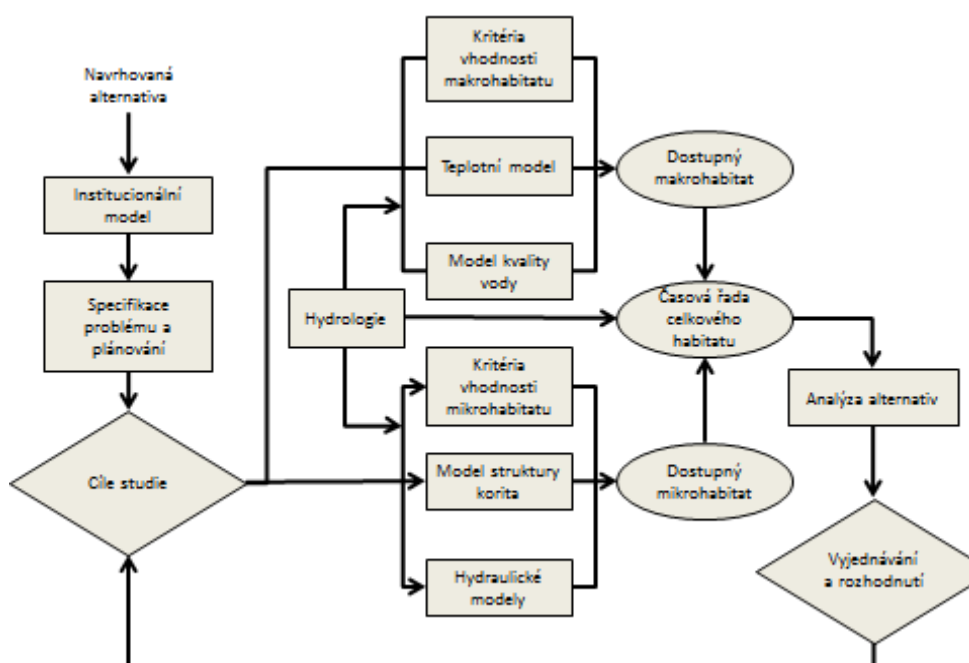 Navrhovaná
alternativa
Institucionální
model
Specifikace
problému a
plánování
Cíle studie
Hydrologie
Kritéria
vhodnosti
makrohabitatu
Teplotní model
Model kvality
vody
Kritéria
vhodnosti
mikrohabitatu
Model struktury
korita
Hydraulické
modely
Dostupný
makrohabitat
Časová řada
celkového
habitatu
Dostupný
mikrohabitat
Analýza alternativ
Vyjednávání
a rozhodnutí